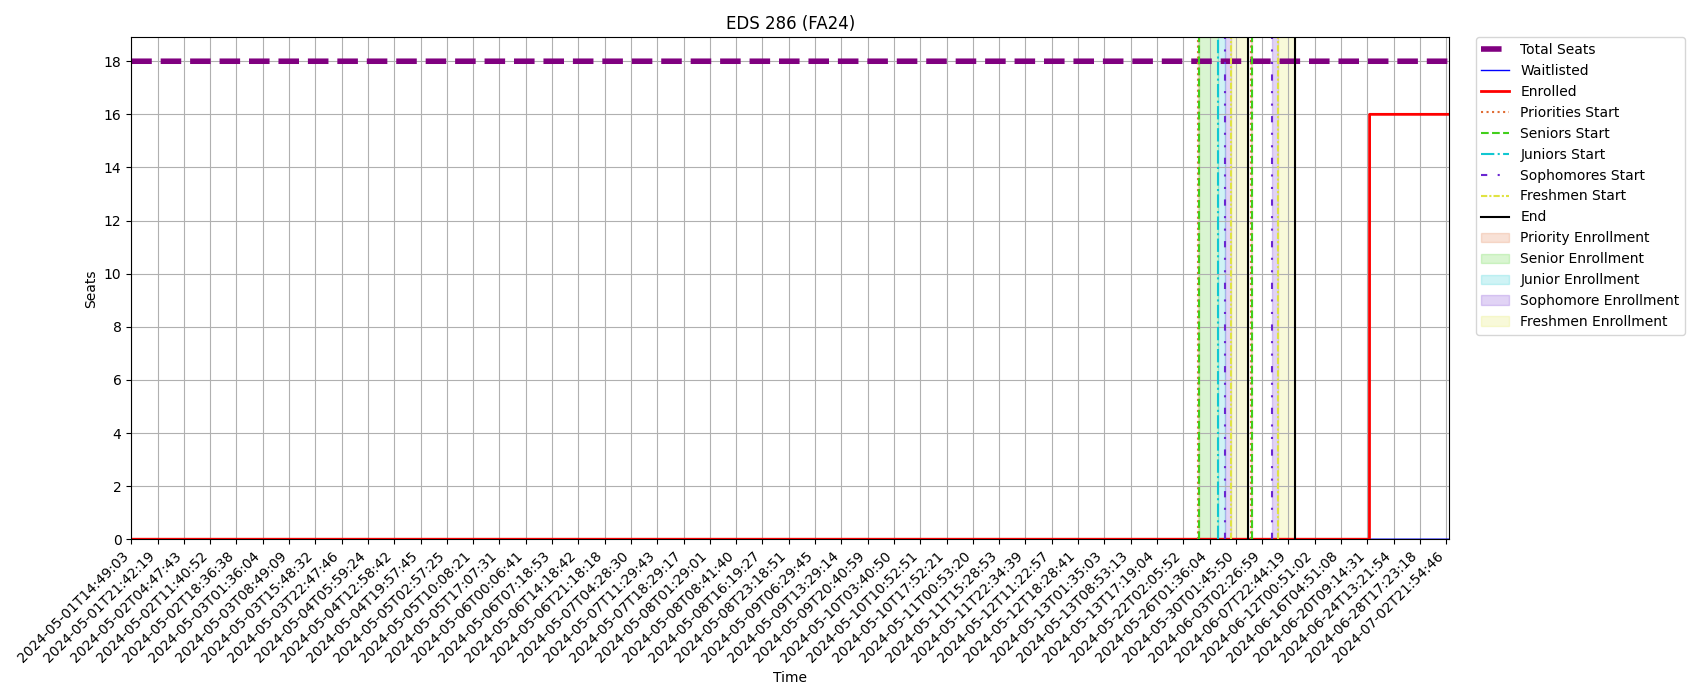 EDS 286 (FA24)
Seats
18
16
14
12
10
8
6
4
2
0
2024-05-01T14:49:03
2024-05-01T21:42:19
2024-05-02T04:47:43
2024-05-02T11:40:52
2024-05-02T18:36:38
2024-05-03T01:36:04
2024-05-03T08:49:09
2024-05-03T15:48:32
2024-05-03T22:47:46
2024-05-04T05:59:24
2024-05-04T12:58:42
2024-05-04T19:57:45
2024-05-05T02:57:25
2024-05-05T10:08:21
2024-05-05T17:07:31
2024-05-06T00:06:41
2024-05-06T07:18:53
2024-05-06T14:18:42
2024-05-06T21:18:18
2024-05-07T04:28:30
2024-05-07T11:29:43
2024-05-07T18:29:17
2024-05-08T01:29:01
2024-05-08T08:41:40
2024-05-08T16:19:27
2024-05-08T23:18:51
2024-05-09T06:29:45
2024-05-09T13:29:14
2024-05-09T20:40:59
2024-05-10T03:40:50
2024-05-10T10:52:51
2024-05-10T17:52:21
2024-05-11T00:53:20
2024-05-11T15:28:53
2024-05-11T22:34:39
2024-05-12T11:22:57
2024-05-12T18:28:41
2024-05-13T01:35:03
2024-05-13T08:53:13
2024-05-13T17:19:04
2024-05-22T02:05:52
2024-05-26T01:36:04
2024-05-30T01:45:50
2024-06-03T02:26:59
2024-06-07T22:44:19
2024-06-12T00:51:02
2024-06-16T04:51:08
2024-06-20T09:14:31
2024-06-24T13:21:54
2024-06-28T17:23:18
2024-07-02T21:54:46
Time
Total Seats
Waitlisted
Enrolled
Priorities Start
Seniors Start
Juniors Start
Sophomores Start
Freshmen Start
End
Priority Enrollment
Senior Enrollment
Junior Enrollment
Sophomore Enrollment
Freshmen Enrollment